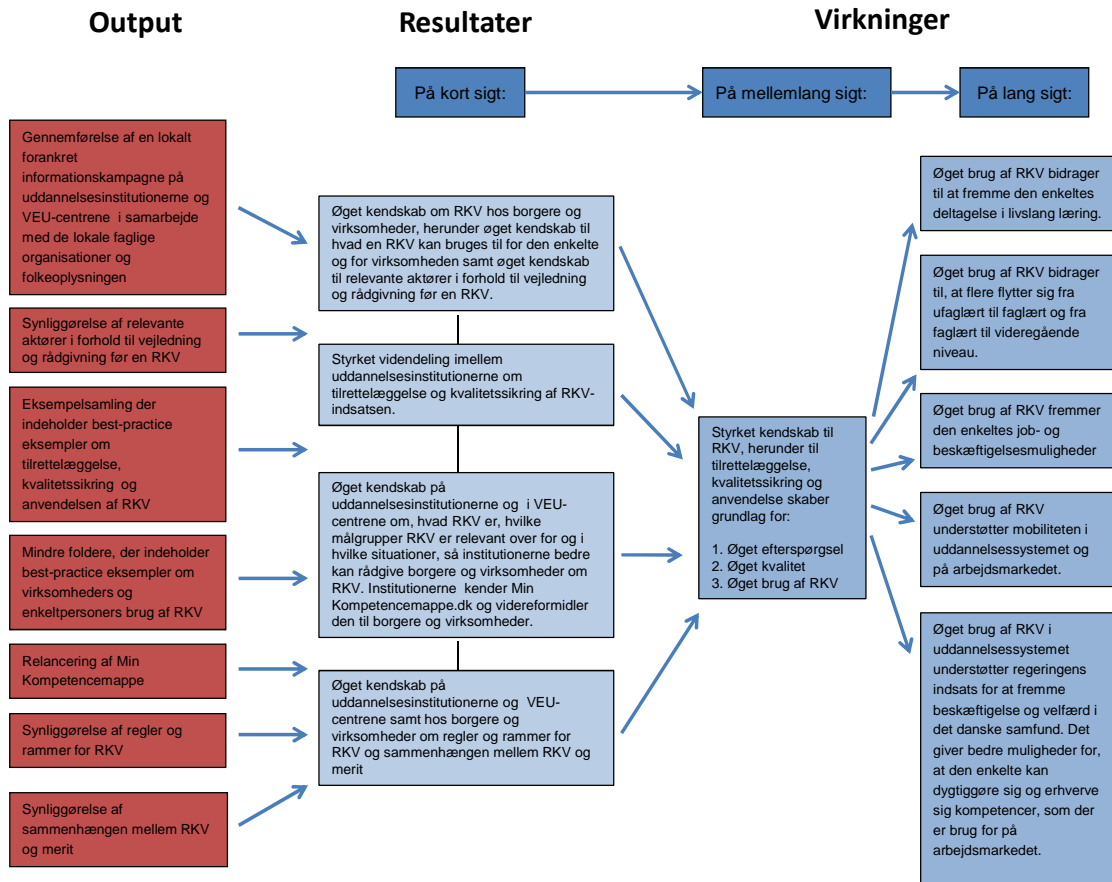 Output
Resultater
Virkninger
På kort sigt:
På mellemlang sigt:
På lang sigt:
Gennemførelse af en lokalt
forankret
informationskampagne på
uddannelsesinstitutionerne og
VEU-centrene i samarbejde
med de lokale faglige
organisationer og
folkeoplysningen
Synliggørelse af relevante
aktører i forhold til vejledning
og rådgivning før en RKV
Eksempelsamling der
indeholder best-practice
eksempler om
tilrettelæggelse,
kvalitetssikring og
anvendelsen af RKV
Mindre foldere, der indeholder
best-practice eksempler om
virksomheders og
enkeltpersoners brug af RKV
Relancering af Min
Kompetencemappe
Synliggørelse af regler og
rammer for RKV
Synliggørelse af
sammenhængen mellem RKV
og merit
Øget kendskab om RKV hos borgere og
virksomheder, herunder øget kendskab til
hvad en RKV kan bruges til for den enkelte
og for virksomheden samt øget kendskab
til relevante aktører i forhold til vejledning
og rådgivning før en RKV.
Styrket videndeling imellem
uddannelsesinstitutionerne om
tilrettelæggelse og kvalitetssikring af RKV-
indsatsen.
Øget kendskab på
uddannelsesinstitutionerne og i VEU-
centrene om, hvad RKV er, hvilke
målgrupper RKV er relevant over for og i
hvilke situationer, så institutionerne bedre
kan rådgive borgere og virksomheder om
RKV. Institutionerne kender Min
Kompetencemappe.dk og videreformidler
den til borgere og virksomheder.
Øget kendskab på
uddannelsesinstitutionerne og VEU-
centrene samt hos borgere og
virksomheder om regler og rammer for
RKV og sammenhængen mellem RKV og
merit
Styrket kendskab til
RKV, herunder til
tilrettelæggelse,
kvalitetssikring og
anvendelse skaber
grundlag for:
1. Øget efterspørgsel
2. Øget kvalitet
3. Øget brug af RKV
Øget brug af RKV bidrager
til at fremme den enkeltes
deltagelse i livslang læring.
Øget brug af RKV bidrager
til, at flere flytter sig fra
ufaglært til faglært og fra
faglært til videregående
niveau.
Øget brug af RKV fremmer
den enkeltes job- og
beskæftigelsesmuligheder
Øget brug af RKV
understøtter mobiliteten i
uddannelsessystemet og
på arbejdsmarkedet.
Øget brug af RKV i
uddannelsessystemet
understøtter regeringens
indsats for at fremme
beskæftigelse og velfærd i
det danske samfund. Det
giver bedre muligheder for,
at den enkelte kan
dygtiggøre sig og erhverve
sig kompetencer, som der
er brug for på
arbejdsmarkedet.